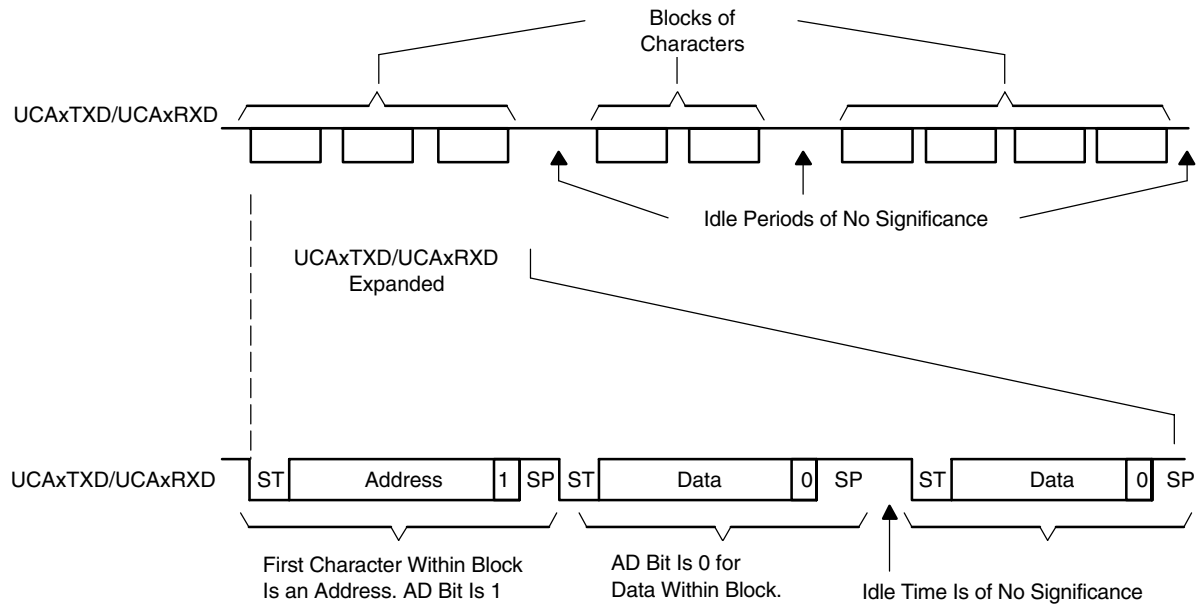 Blocks of
Characters
UCAxTXD/UCAxRXD
Idle Periods of No Significance
UCAxTXD/UCAxRXD
Expanded
UCAxTXD/UCAxRXD
ST
Address
1
SP
ST
Data
0
SP
ST
Data
0
SP
First Character Within Block
Is an Address. AD Bit Is 1
AD Bit Is 0 for
Data Within Block.
Idle Time Is of No Significance